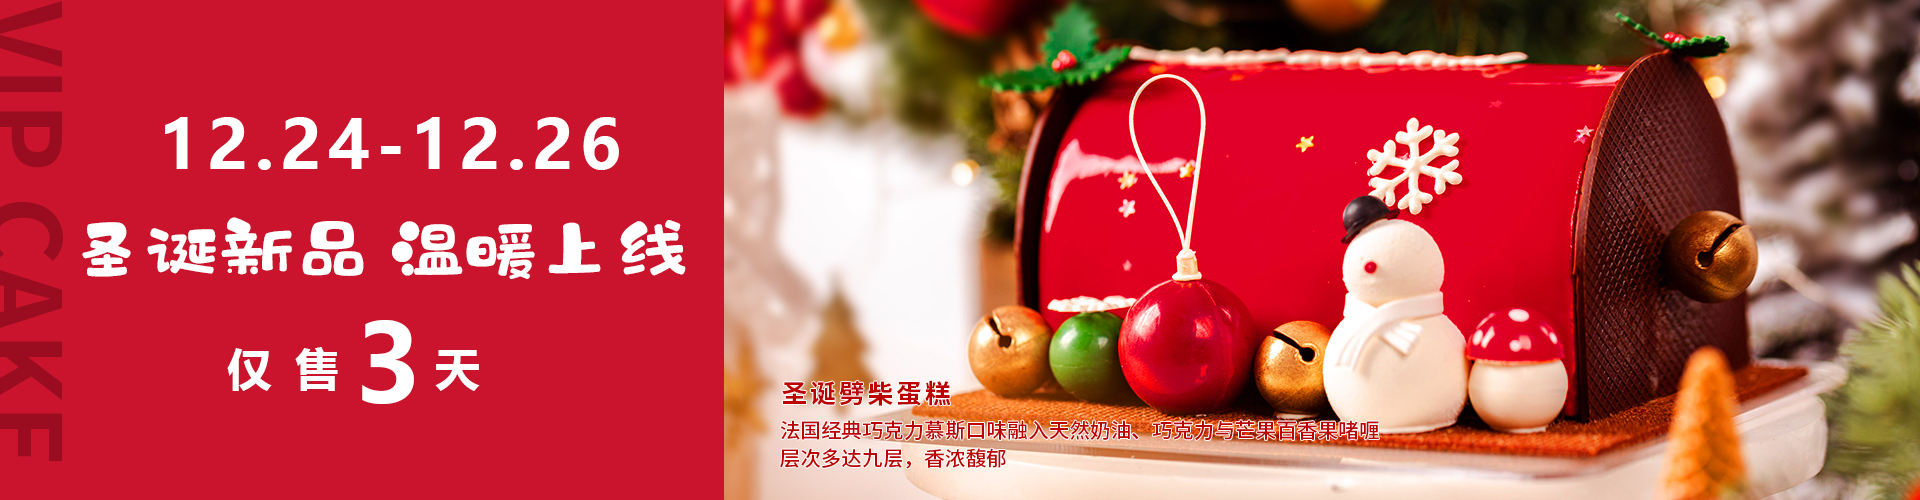 VIP CAKE
12.24-12.26
圣诞新品 温暖上线
仅售3天
圣诞劈柴蛋糕
法国经典巧克力慕斯口味融入天然奶油、巧克力与芒果百香果啫喱
层次多达九层，香浓馥郁